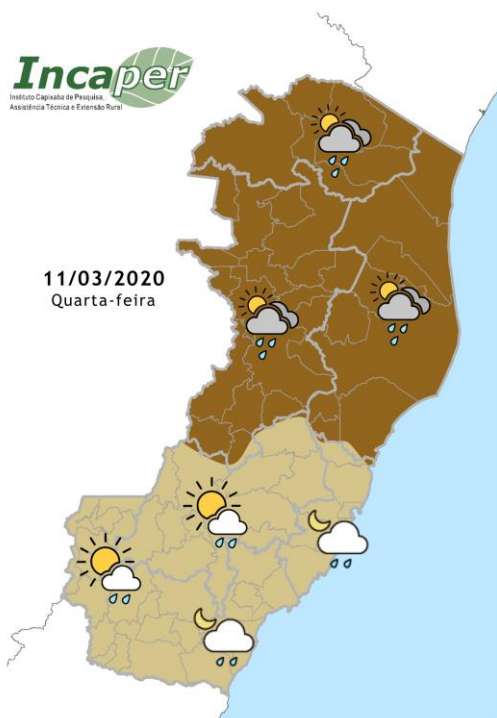 Incaper
Instituto Capixaba de Pesquisa,
Assistência Técnica e Extensão Rural
11/03/2020
Quarta-feira